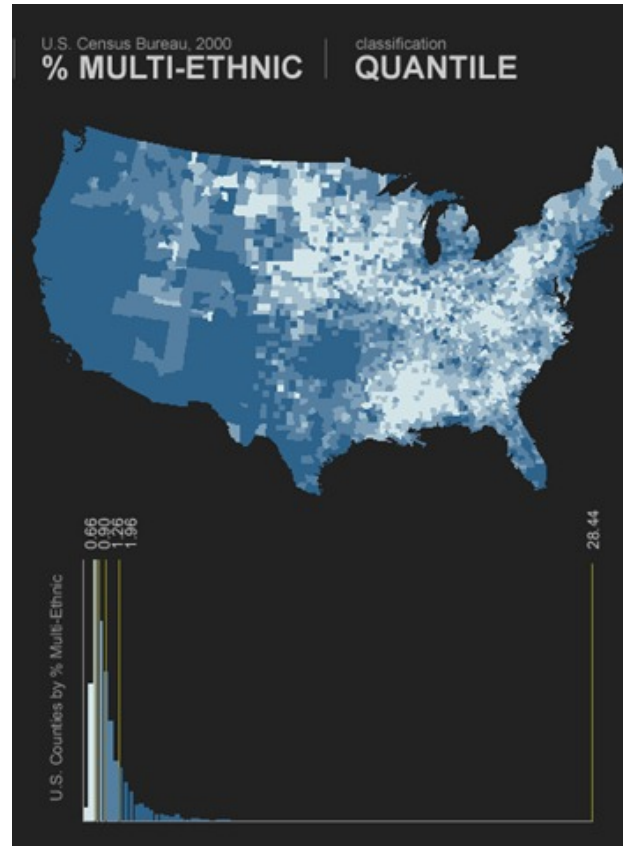 U.S. Census Bureau, 2000
% MULTI-ETHNIC
classification
QUANTILE
0.66
0.90
1.26
1.96
28.44
U.S. Counties by % Multi-Ethnic